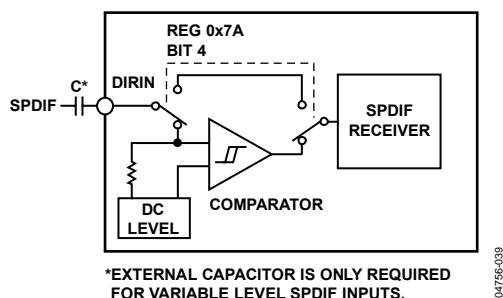 REG 0x7A
BIT 4
C*
DIRIN
SPDIF
SPDIF
RECEIVER
COMPARATOR
DC
LEVEL
*EXTERNAL CAPACITOR IS ONLY REQUIRED
FOR VARIABLE LEVEL SPDIF INPUTS.
04756-039